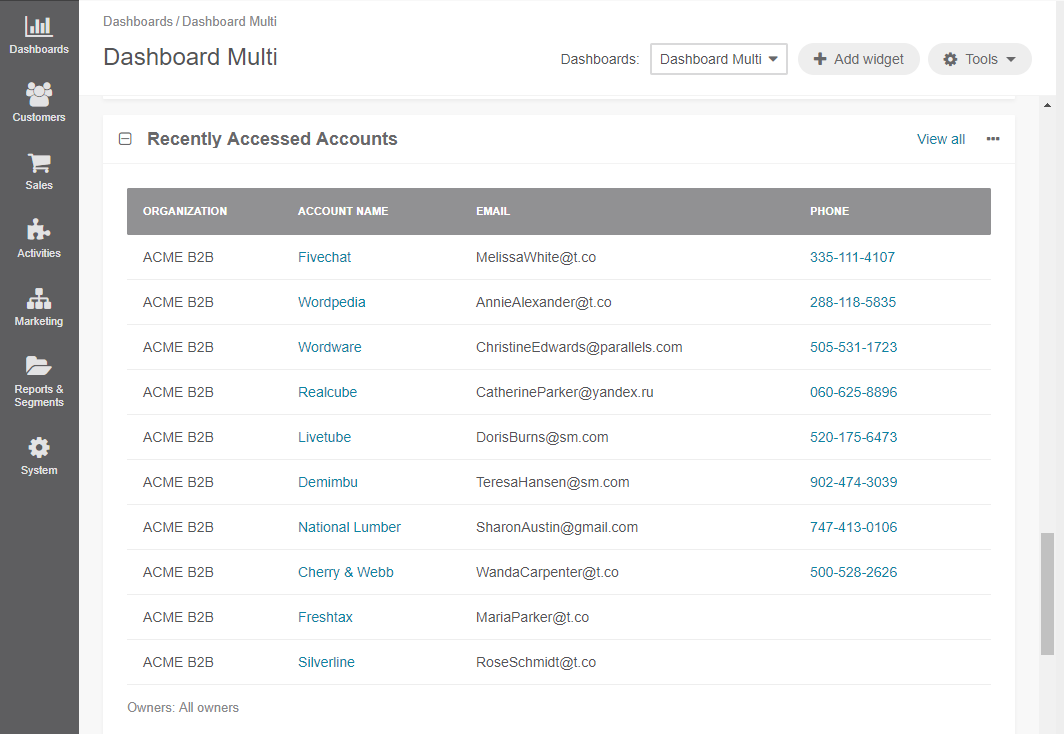 Dashboards
Customers
Sales
Activities
Marketing
Reports &
Segments
System
Dashboards / Dashboard Multi
Dashboard Multi
Dashboards: Dashboard Multi Add widget Tools
Recently Accessed Accounts View all
ORGANIZATION ACCOUNT NAME EMAIL PHONE
ACME B2B Fivechat MelissaWhite@t.co 335-111-4107
ACME B2B Wordpedia AnnieAlexander@t.co 288-118-5835
ACME B2B Wordware ChristineEdwards@parallels.com 505-531-1723
ACME B2B Realcube CatherineParker@yandex.ru 060-625-8896
ACME B2B Livetube DorisBurns@sm.com 520-175-6473
ACME B2B Demimbu TeresaHansen@sm.com 902-474-3039
ACME B2B National Lumber SharonAustin@gmail.com 747-413-0106
ACME B2B Cherry & Webb WandaCarpenter@t.co 500-528-2626
ACME B2B Freshtax MariaParker@t.co
ACME B2B Silverline RoseSchmidt@t.co
Owners: All owners